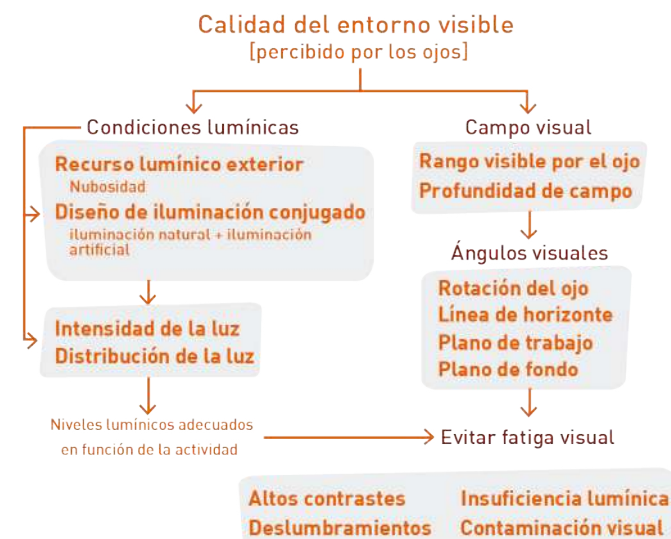 Calidad del entorno visible
[percibido por los ojos]
Condiciones lumínicas
Recurso lumínico exterior
Nubosidad
Diseño de iluminación conjugado
iluminación natural + iluminación
artificial
Intensidad de la luz
Distribución de la luz
Niveles lumínicos adecuados
en función de la actividad
Campo visual
Rango visible por el ojo
Profundidad de campo
Ángulos visuales
Rotación del ojo
Línea de horizonte
Plano de trabajo
Plano de fondo
Evitar fatiga visual
Altos contrastes
Deslumbramientos
Insuficiencia lumínica
Contaminación visual